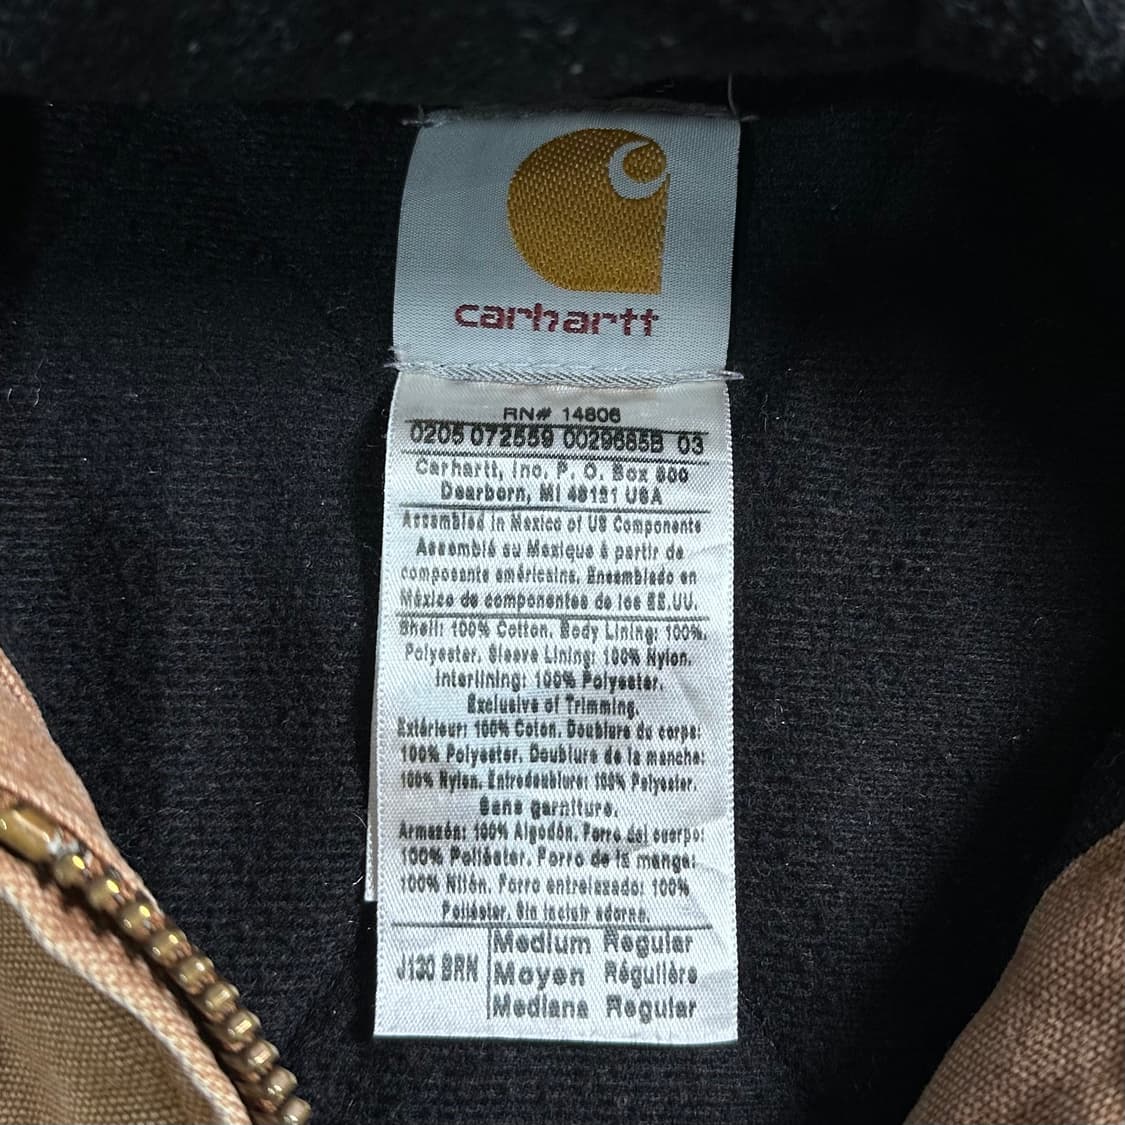 carhartt
RN# 14806
0205 072559 0029685B 03
Carhartt, Inc. P. O. Box 600
Dearborn, MI 48121 USA
Assembled in Mexico of US Components
Assemblé au Mexique à partir de
composants américains. Ensamblado en
México de componentes de los EE.UU.
Shell: 100% Cotton. Body Lining: 100%.
Polyester. Sleeve Lining: 100% Nylon.
Interlining: 100% Polyester.
Exclusive of Trimming.
Extérieur: 100% Coton. Doublure du corps:
100% Polyester. Doublure de la manche:
100% Nylon. Entredoublure: 100% Polyester.
Sans garniture.
Armazón: 100% Algodón. Forro del cuerpo:
100% Poliéster. Forro de la manga:
100% Nilón. Forro entrelazado: 100%
Poliéster. Sin incluir adorno.
J130 BRN
Medium Regular
Moyen Régulière
Mediana Regular